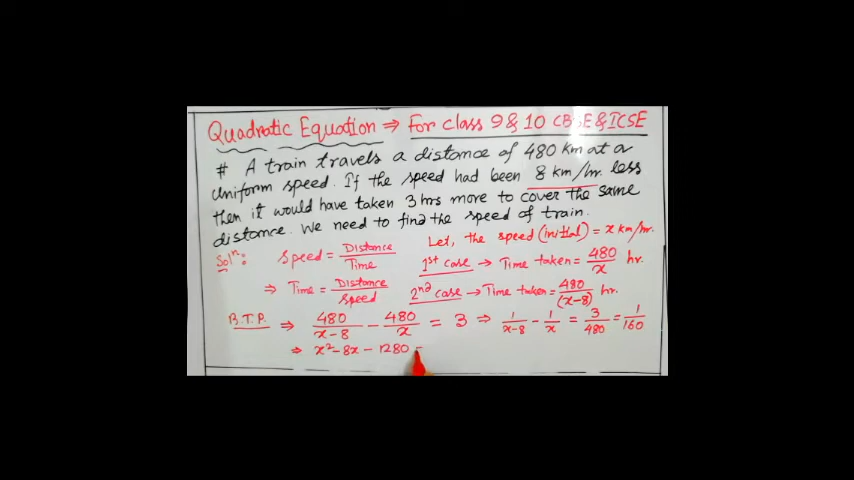 Quadratic Equation ⇒ For class 9 & 10 CBSE & ICSE
# A train travels a distance of 480 km at a
uniform speed. If the speed had been 8 km/hr. less
then it would have taken 3 hrs more to cover the same
distance. We need to find the speed of train.
Solⁿ: Speed = Distance/Time
Let, the speed (initial) = x km/hr.
1st case → Time taken = 480/x hr.
⇒ Time = Distance/Speed
2nd case → Time taken = 480/(x-8) hr.
B.T.P. ⇒ 480/x-8 - 480/x = 3 ⇒ 1/x-8 - 1/x = 3/480 = 1/160
⇒ x² - 8x - 1280 =